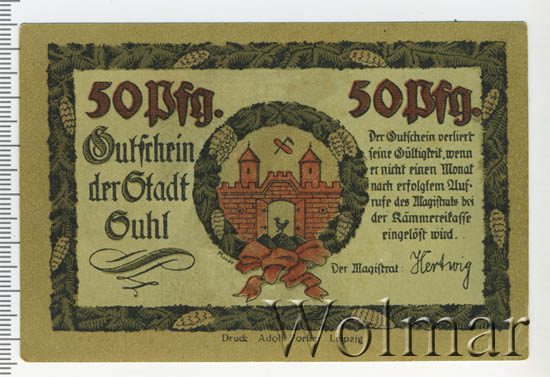 50 Pfg.
50 Pfg.
Gutschein
der Stadt
Suhl
Der Gutschein verliert
seine Gültigkeit, wenn
er nicht einen Monat
nach erfolgtem Auf-
rufe des Magistrats bei
der Kämmereikasse
eingelöst wird.
Der Magistrat: Hertwig
Druck Adolf Leipzig
Wolmar